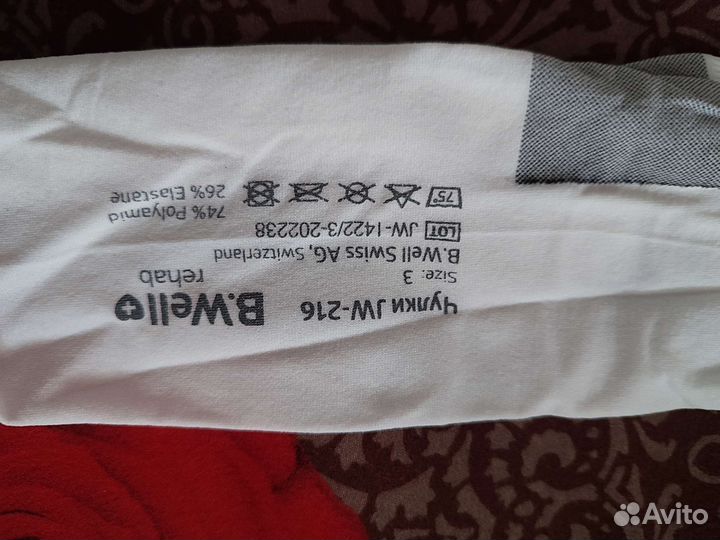 B.Well
rehab
Чулки JW-216
Size: 3
B.Well Swiss AG, Switzerland
LOT JW-1422/3-202238
75°
74% Polyamid
26% Elastane
Avito